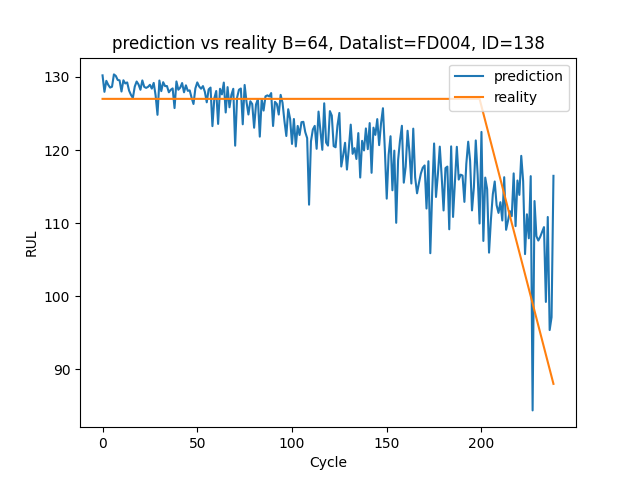 prediction vs reality B=64, Datalist=FD004, ID=138
prediction
reality
RUL
130
120
110
100
90
0 50 100 150 200
Cycle